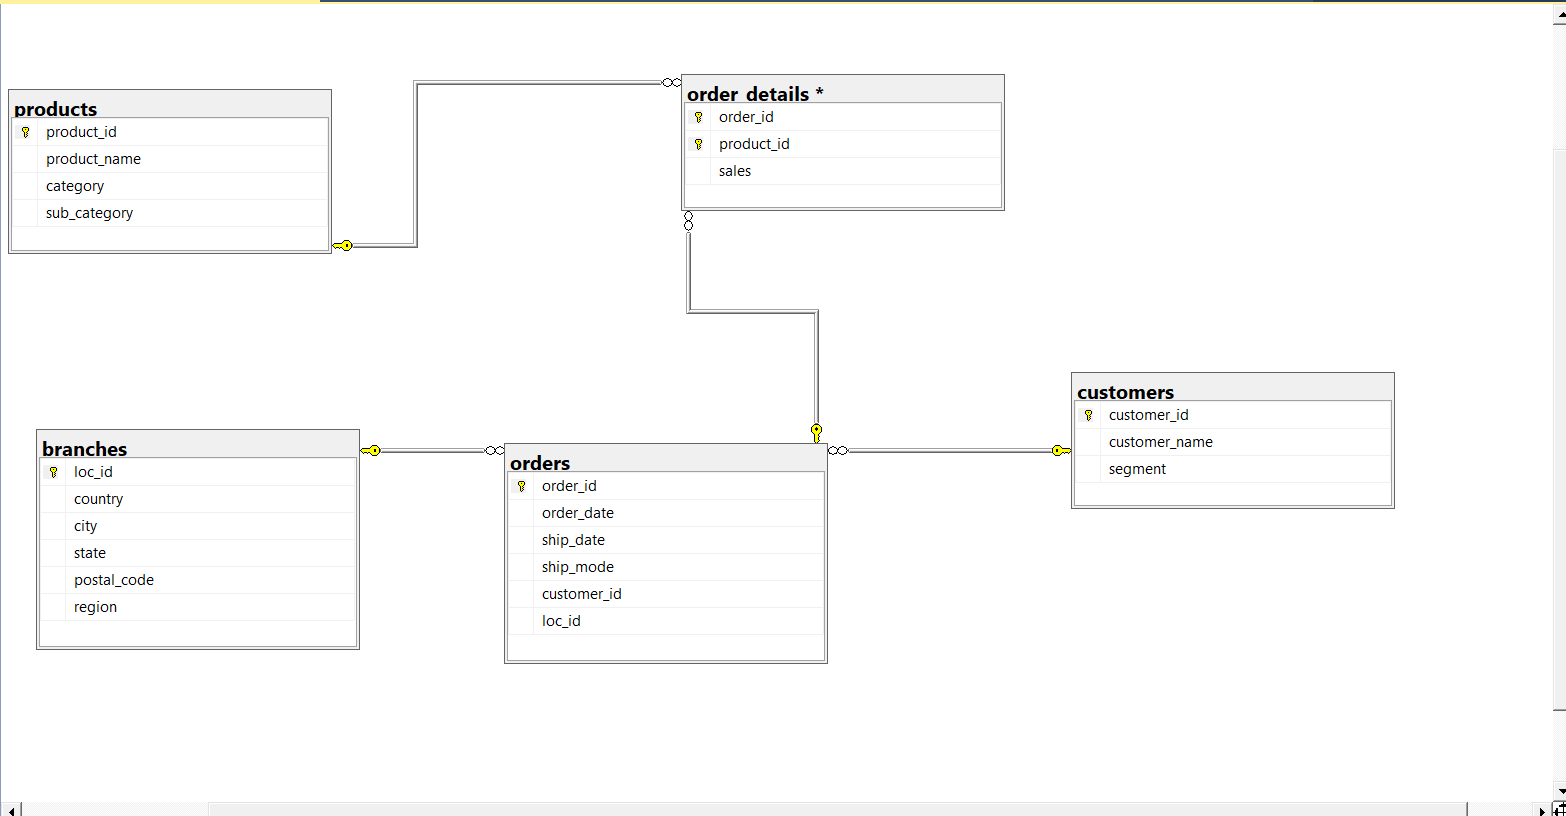 products
product_id
product_name
category
sub_category
order_details *
order_id
product_id
sales
branches
loc_id
country
city
state
postal_code
region
orders
order_id
order_date
ship_date
ship_mode
customer_id
loc_id
customers
customer_id
customer_name
segment